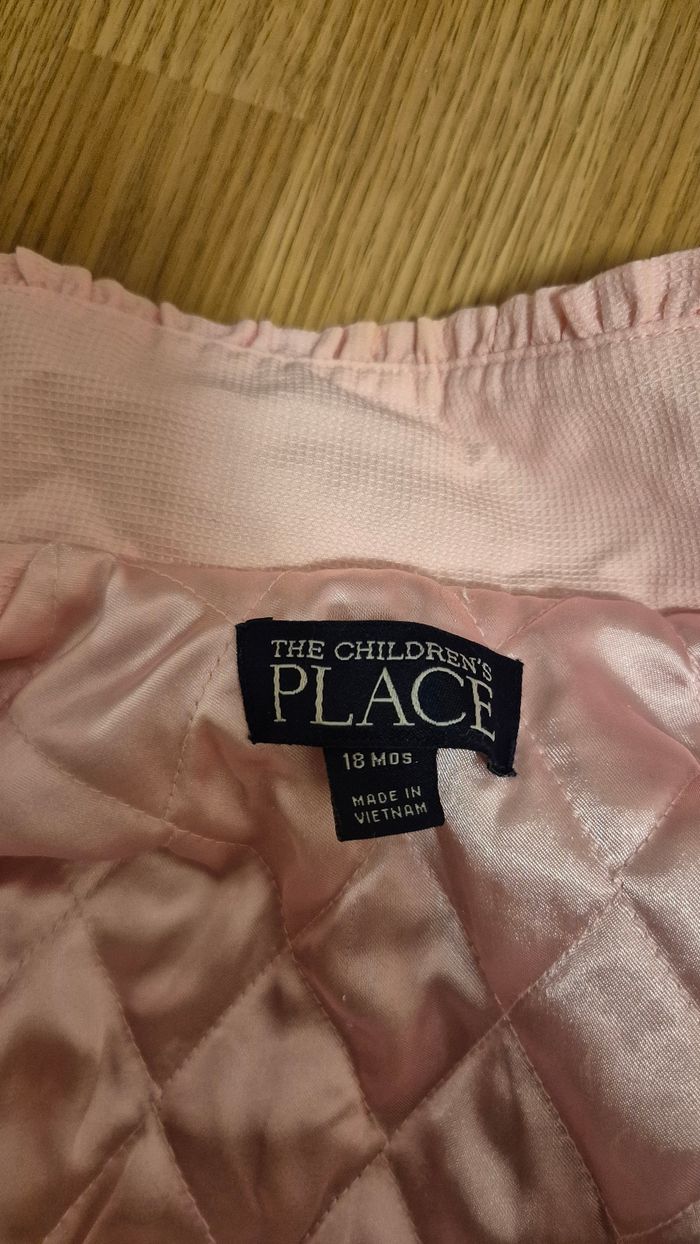 THE CHILDREN'S
PLACE
18 MOS.
MADE IN
VIETNAM